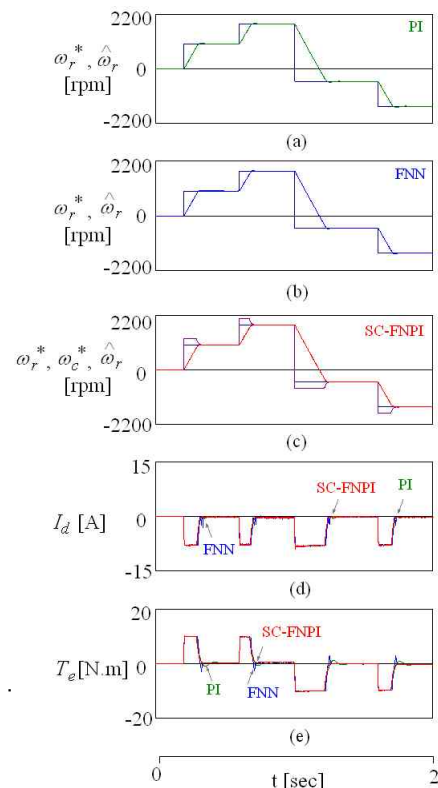 2200
PI
ω_r^*, ω̂_r
0
[rpm]
-2200
(a)
2200
FNN
ω_r^*, ω̂_r
0
[rpm]
-2200
(b)
2200
SC-FNPI
ω_r^*, ω_c^*, ω̂_r
0
[rpm]
-2200
(c)
15
SC-FNPI
PI
I_d [A]
0
FNN
-15
(d)
20
SC-FNPI
T_e[N.m]
0
PI
FNN
-20
(e)
0
t [sec]
2